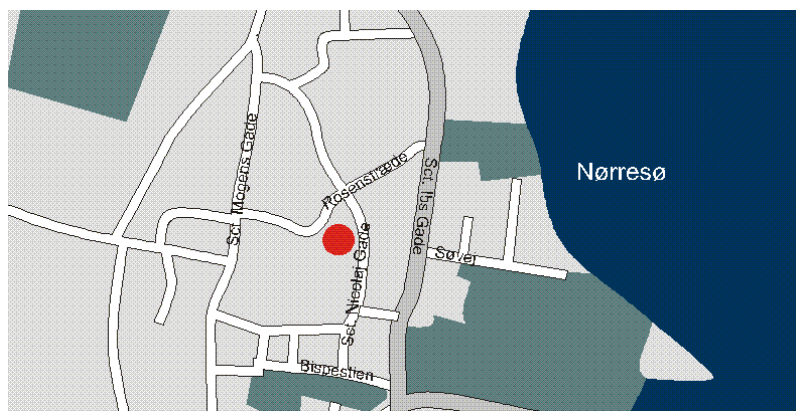 Sct. Mogens Gade
Rosenstræde
Sct. Ibs Gade
Nørresø
Søvej
Sct. Nicolaj Gade
Bispestien